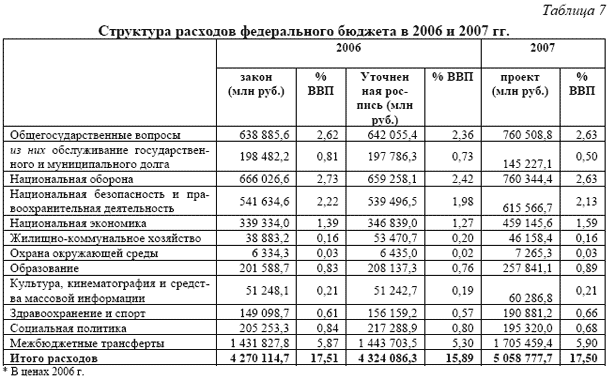 Таблица 7
Структура расходов федерального бюджета в 2006 и 2007 гг.
2006 2007
закон (млн руб.) % ВВП Уточнен ная рос- пись (млн руб.) % ВВП проект (млн руб.) % ВВП
Общегосударственные вопросы 638 885,6 2,62 642 055,4 2,36 760 508,8 2,63
из них обслуживание государствен-
ного и муниципального долга 198 482,2 0,81 197 786,3 0,73 145 227,1 0,50
Национальная оборона 666 026,6 2,73 659 258,1 2,42 760 344,4 2,63
Национальная безопасность и пра-
воохранительная деятельность 541 634,6 2,22 539 496,5 1,98 615 566,7 2,13
Национальная экономика 339 334,0 1,39 346 839,0 1,27 459 145,6 1,59
Жилищно-коммунальное хозяйство 38 883,2 0,16 53 470,7 0,20 46 158,4 0,16
Охрана окружающей среды 6 334,3 0,03 6 435,0 0,02 7 265,3 0,03
Образование 201 588,7 0,83 208 137,3 0,76 257 841,1 0,89
Культура, кинематография и средст-
ва массовой информации 51 248,1 0,21 51 242,7 0,19 60 286,8 0,21
Здравоохранение и спорт 149 098,7 0,61 156 159,2 0,57 190 881,2 0,66
Социальная политика 205 253,3 0,84 217 288,9 0,80 195 320,0 0,68
Межбюджетные трансферты 1 431 827,8 5,87 1 443 703,5 5,30 1 705 459,4 5,90
Итого расходов 4 270 114,7 17,51 4 324 086,3 15,89 5 058 777,7 17,50
* В ценах 2006 г.